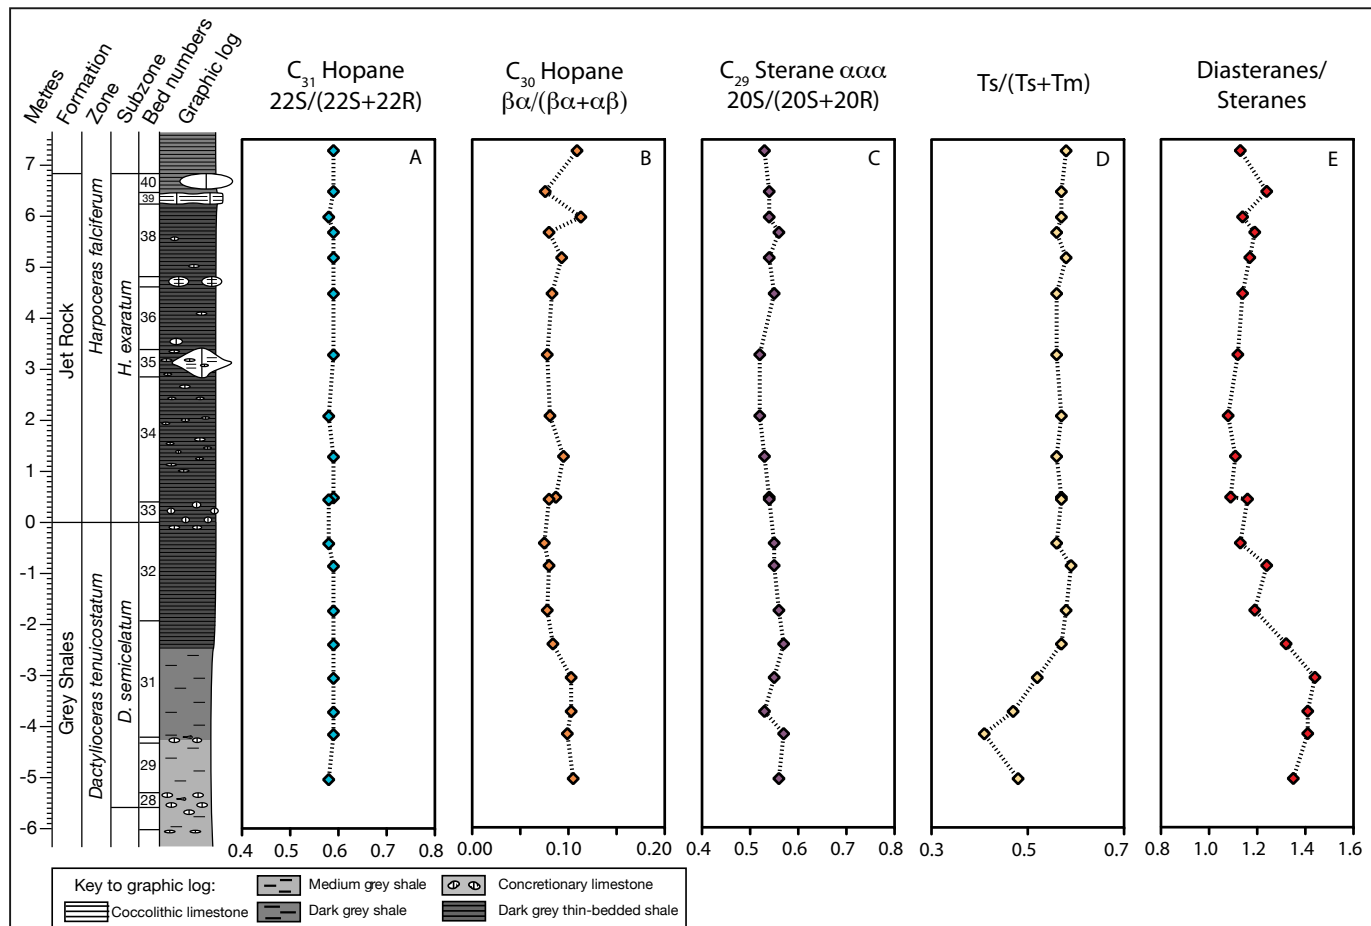 Metres
Formation
Zone
Subzone
Bed numbers
Graphic log
C31 Hopane
22S/(22S+22R)
C30 Hopane
βα/(βα+αβ)
C29 Sterane ααα
20S/(20S+20R)
Ts/(Ts+Tm)
Diasteranes/
Steranes
A
B
C
D
E
7
6
5
4
3
2
1
0
-1
-2
-3
-4
-5
-6
Jet Rock
Grey Shales
Harpoceras falciferum
Dactylioceras tenuicostatum
H. exaratum
D. semicelatum
40
39
38
36
35
34
33
32
31
29
28
0.4 0.5 0.6 0.7 0.8
0.00 0.10 0.20
0.4 0.5 0.6 0.7 0.8
0.3 0.5 0.7
0.8 1.0 1.2 1.4 1.6
Key to graphic log:
Coccolithic limestone
Medium grey shale
Dark grey shale
Concretionary limestone
Dark grey thin-bedded shale